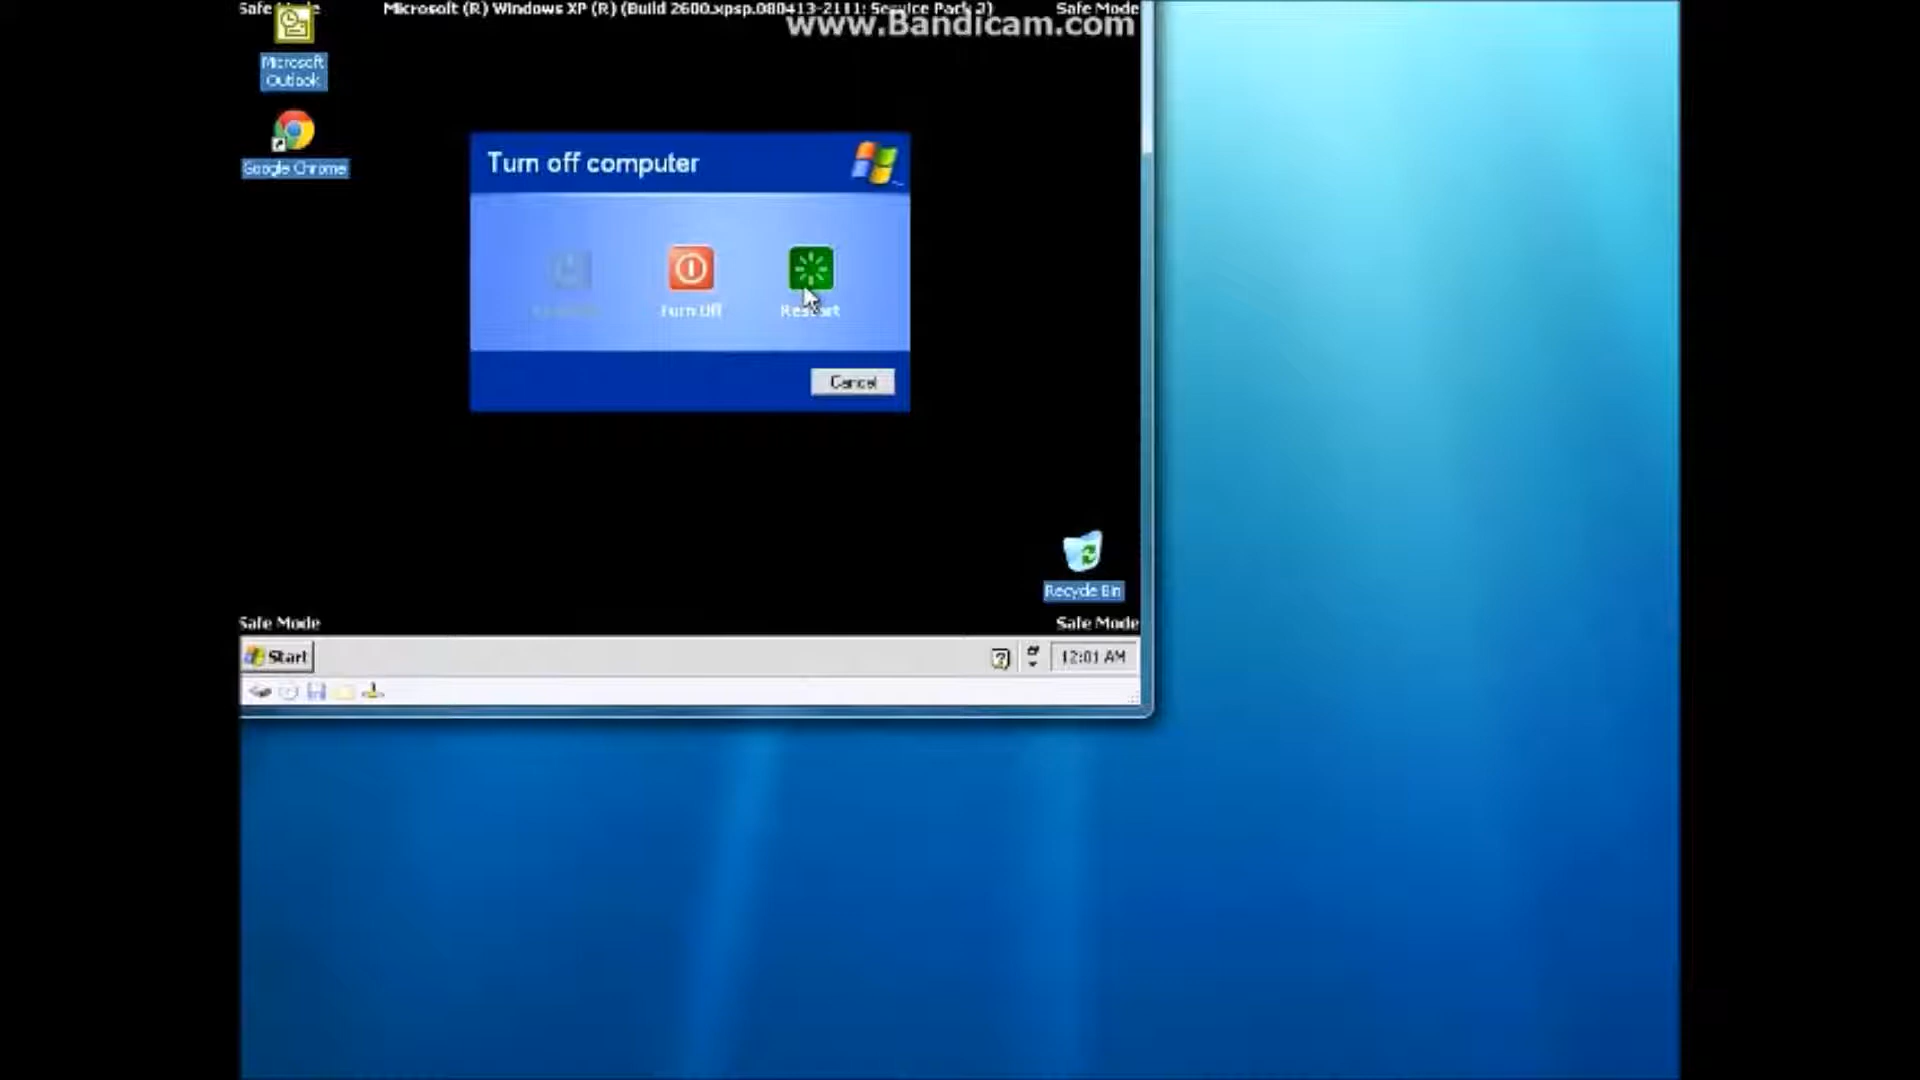 Safe Mode
Microsoft (R) Windows XP (R) (Build 2600.xpsp.080413-2111: Service Pack 3)
Safe Mode
www.Bandicam.com
Microsoft
Outlook
Google Chrome
Turn off computer
Turn Off
Restart
Cancel
Recycle Bin
Safe Mode
Safe Mode
Start
12:01 AM